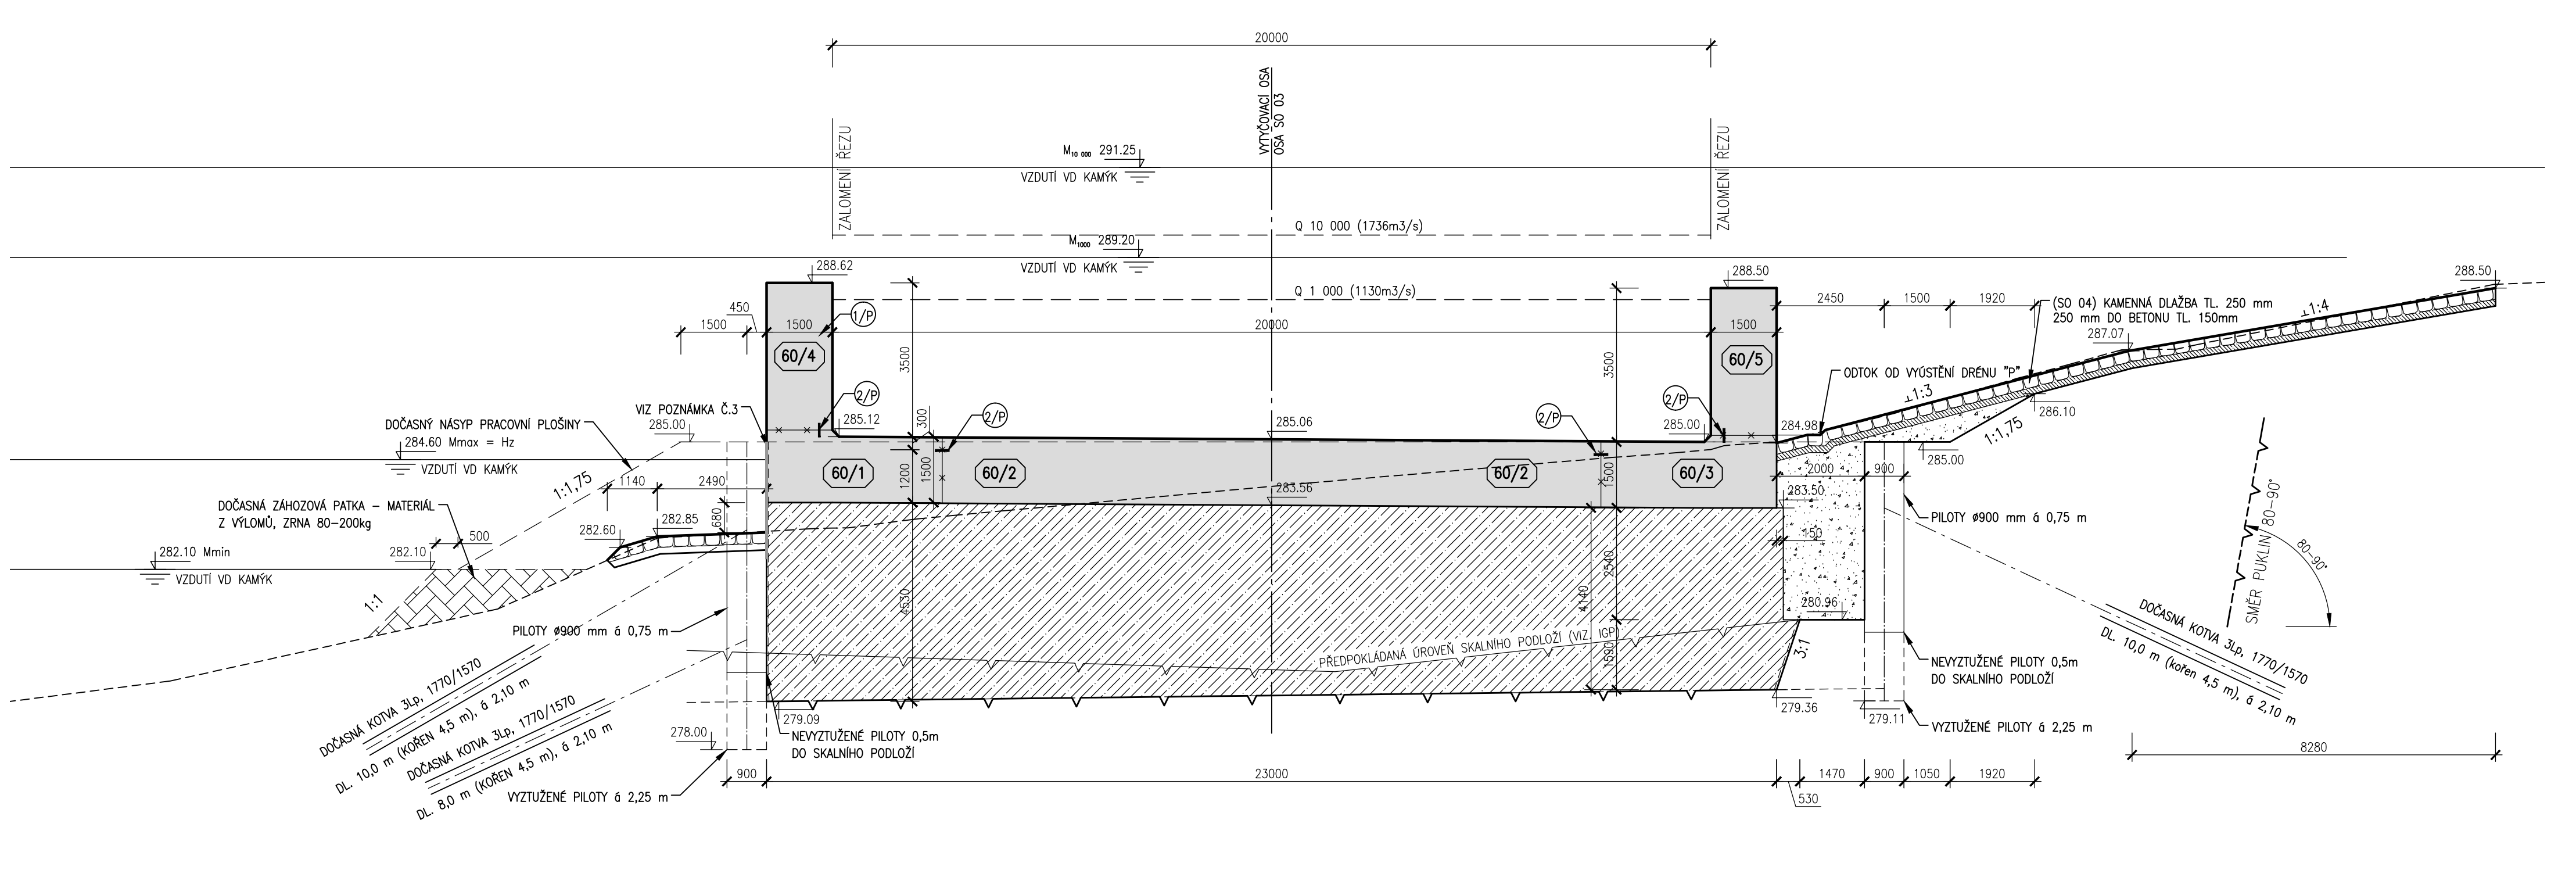 20000
VYTYČOVACÍ OSA
OSA SO 03
ZALOMENÍ ŘEZU
ZALOMENÍ ŘEZU
M10 000 291.25
VZDUTÍ VD KAMÝK
Q 10 000 (1736m3/s)
M1000 289.20
VZDUTÍ VD KAMÝK
288.62
288.50
288.50
Q 1 000 (1130m3/s)
450
1500
1500
1/P
20000
1500
2450
1500
1920
(SO 04) KAMENNÁ DLAŽBA TL. 250 mm
250 mm DO BETONU TL. 150mm
⊥1:4
287.07
60/4
3500
3500
60/5
ODTOK OD VYÚSTĚNÍ DRÉNU "P"
⊥1:3
2/P
2/P
2/P
2/P
VIZ POZNÁMKA Č.3
DOČASNÝ NÁSYP PRACOVNÍ PLOŠINY
285.00
285.12
300
285.06
285.00
284.98
286.10
1:1,75
284.60 Mmax = Hz
VZDUTÍ VD KAMÝK
285.00
1:1,75
60/1
60/2
60/2
60/3
1200
1500
1500
2000
900
1140
2490
283.56
283.50
DOČASNÁ ZÁHOZOVÁ PATKA – MATERIÁL
Z VÝLOMŮ, ZRNA 80–200kg
680
282.60
282.85
PILOTY ø900 mm á 0,75 m
500
150
282.10 Mmin
282.10
VZDUTÍ VD KAMÝK
SMĚR PUKLIN 80–90°
80–90°
1:1
4530
4140
2540
280.96
PILOTY ø900 mm á 0,75 m
PŘEDPOKLÁDANÁ ÚROVEŇ SKALNÍHO PODLOŽÍ (VIZ. IGP)
1590
3:1
DOČASNÁ KOTVA 3Lp, 1770/1570
DL. 10,0 m (kořen 4,5 m), á 2,10 m
NEVYZTUŽENÉ PILOTY 0,5m
DO SKALNÍHO PODLOŽÍ
DOČASNÁ KOTVA 3Lp, 1770/1570
DL. 10,0 m (KOŘEN 4,5 m), á 2,10 m
DOČASNÁ KOTVA 3Lp, 1770/1570
DL. 8,0 m (KOŘEN 4,5 m), á 2,10 m
279.09
279.36
279.11
278.00
NEVYZTUŽENÉ PILOTY 0,5m
DO SKALNÍHO PODLOŽÍ
VYZTUŽENÉ PILOTY á 2,25 m
8280
VYZTUŽENÉ PILOTY á 2,25 m
900
23000
530
1470
900
1050
1920